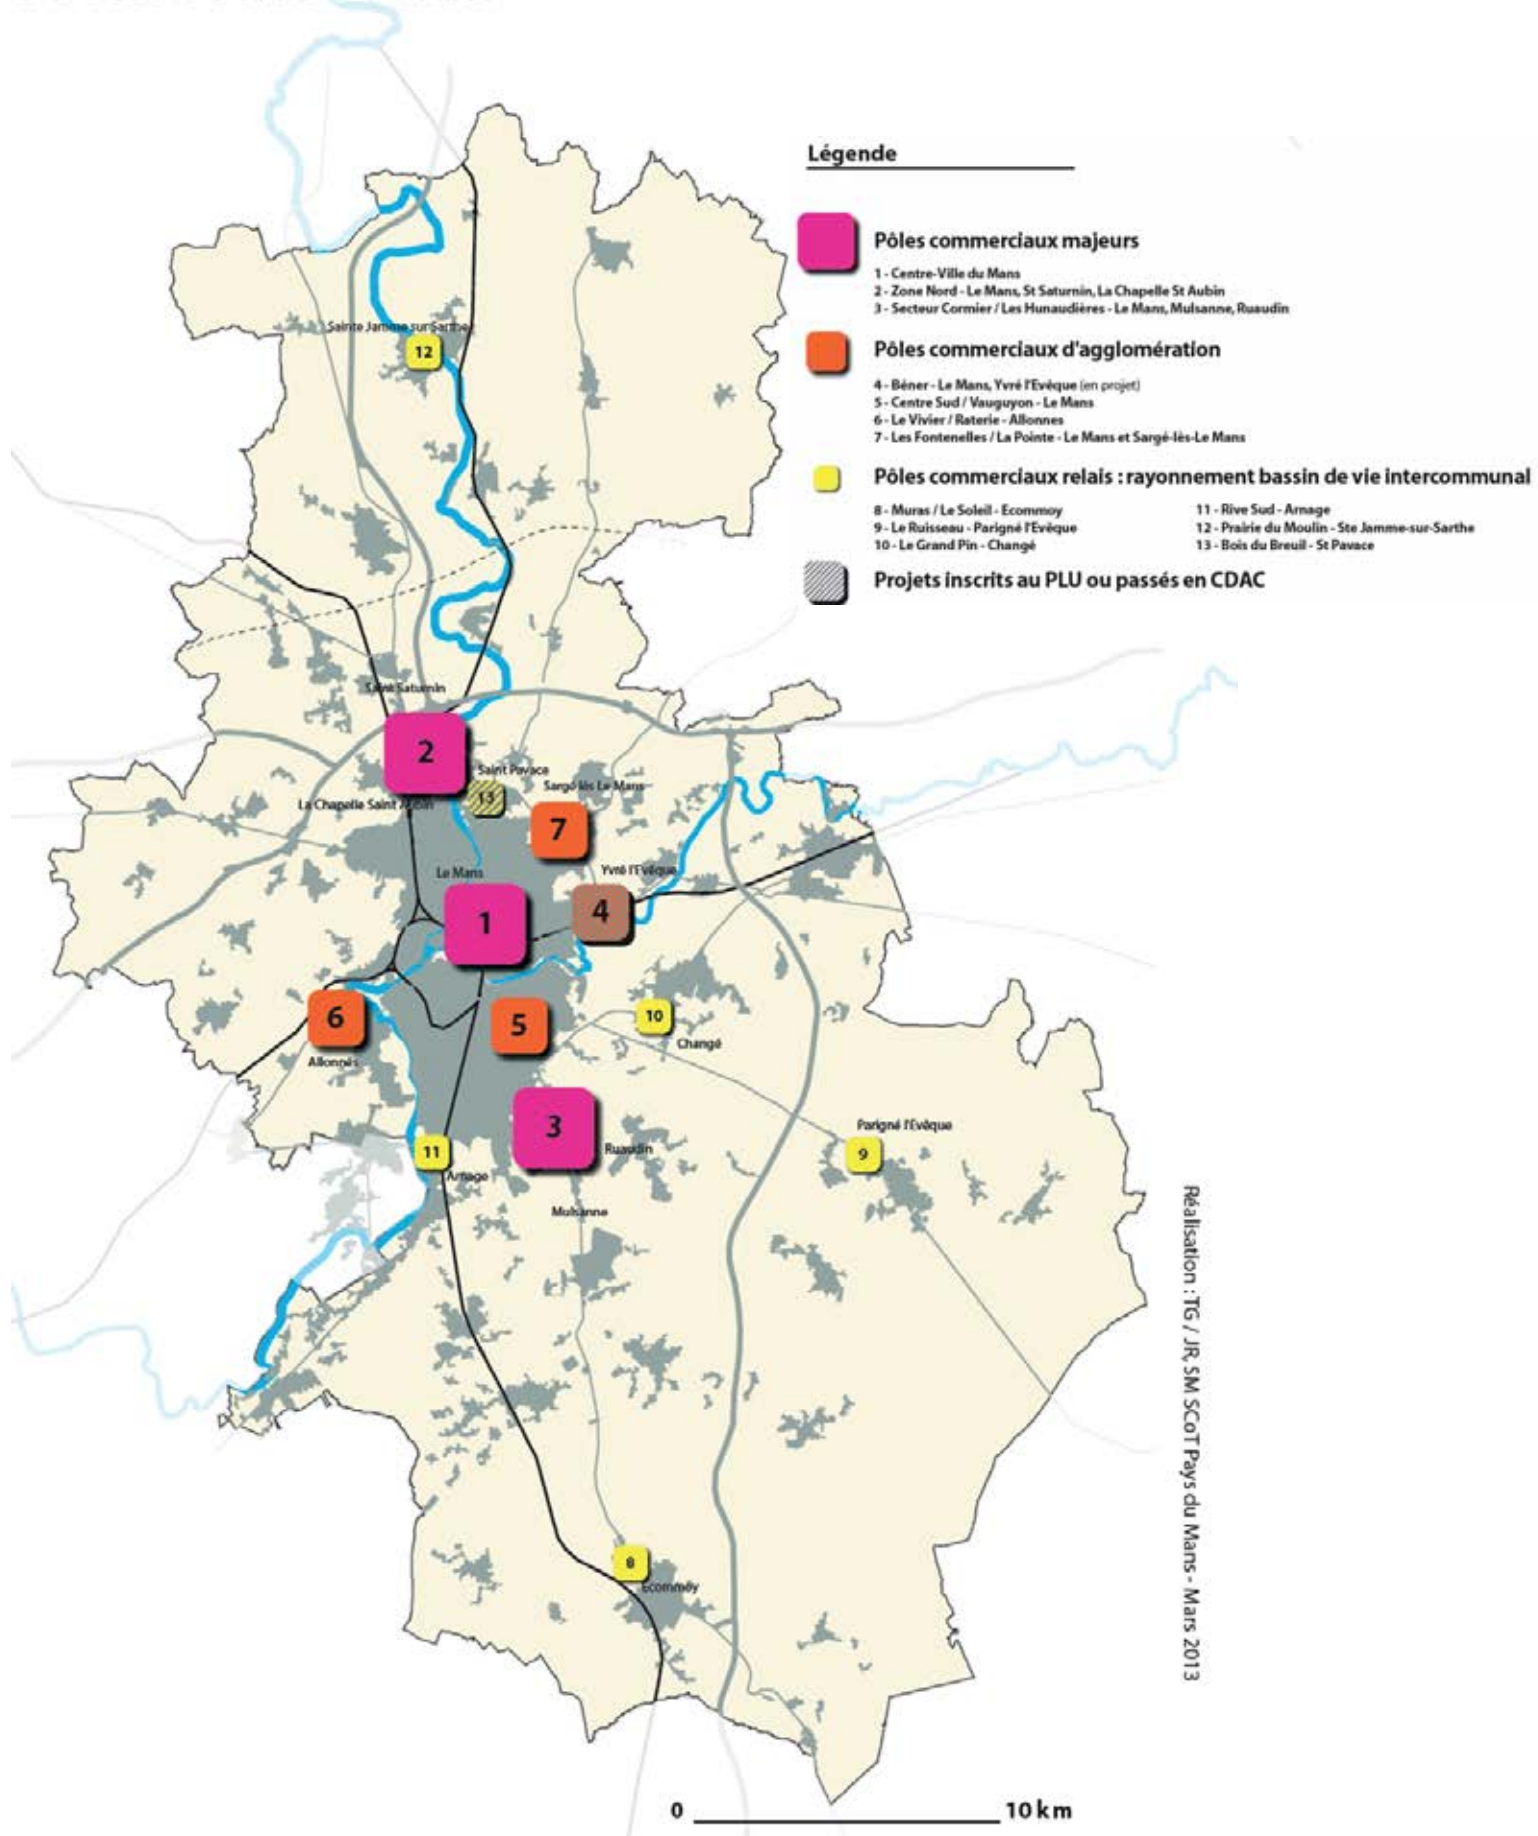 Légende
Pôles commerciaux majeurs
1 - Centre-Ville du Mans
2 - Zone Nord - Le Mans, St Saturnin, La Chapelle St Aubin
3 - Secteur Cormier / Les Hunaudières - Le Mans, Mulsanne, Ruaudin
Pôles commerciaux d'agglomération
4 - Béner - Le Mans, Yvré l'Evêque (en projet)
5 - Centre Sud / Vauguyon - Le Mans
6 - Le Vivier / Raterie - Allonnes
7 - Les Fontenelles / La Pointe - Le Mans et Sargé-lès-Le Mans
Pôles commerciaux relais : rayonnement bassin de vie intercommunal
8 - Muras / Le Soleil - Ecommoy
9 - Le Ruisseau - Parigné l'Evêque
10 - Le Grand Pin - Changé
11 - Rive Sud - Arnage
12 - Prairie du Moulin - Ste Jamme-sur-Sarthe
13 - Bois du Breuil - St Pavace
Projets inscrits au PLU ou passés en CDAC
Sainte Jamme sur Sarthe
12
Saint Saturnin
2
Saint Pavace
13
Sargé lès Le Mans
La Chapelle Saint Aubin
7
Le Mans
Yvré l'Evêque
1
4
6
5
10
Changé
Allonnes
3
Parigné l'Evêque
9
11
Ruaudin
Arnage
Mulsanne
8
Ecommoy
Réalisation : TG / JR, SM SCoT Pays du Mans - Mars 2013
0
10 km